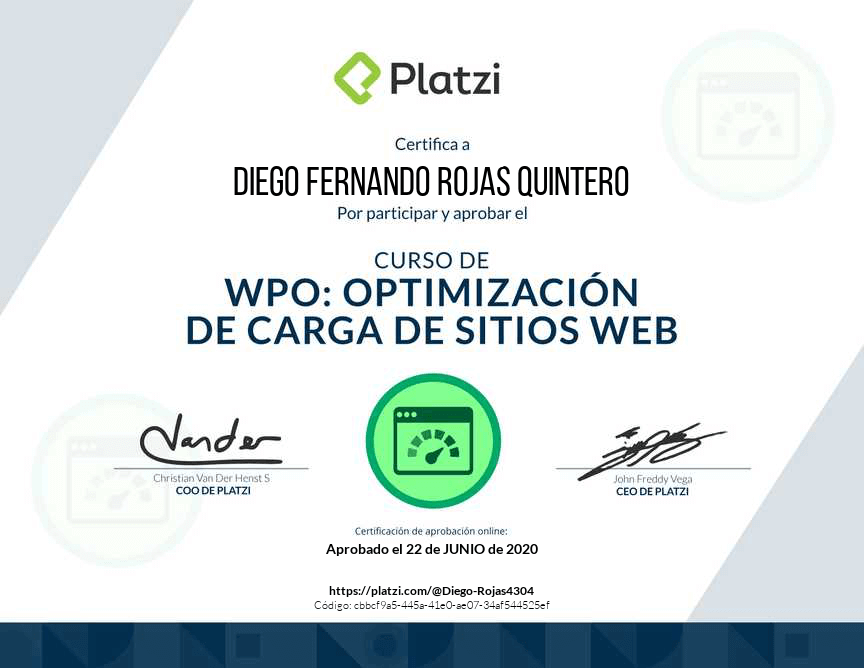 Platzi
Certifica a
DIEGO FERNANDO ROJAS QUINTERO
Por participar y aprobar el
CURSO DE
WPO: OPTIMIZACIÓN
DE CARGA DE SITIOS WEB
Vander
Christian Van Der Henst S
COO DE PLATZI
John Freddy Vega
CEO DE PLATZI
Certificación de aprobación online:
Aprobado el 22 de JUNIO de 2020
https://platzi.com/@Diego-Rojas4304
Código: cbbcf9a5-445a-41e0-ae07-34af544525ef